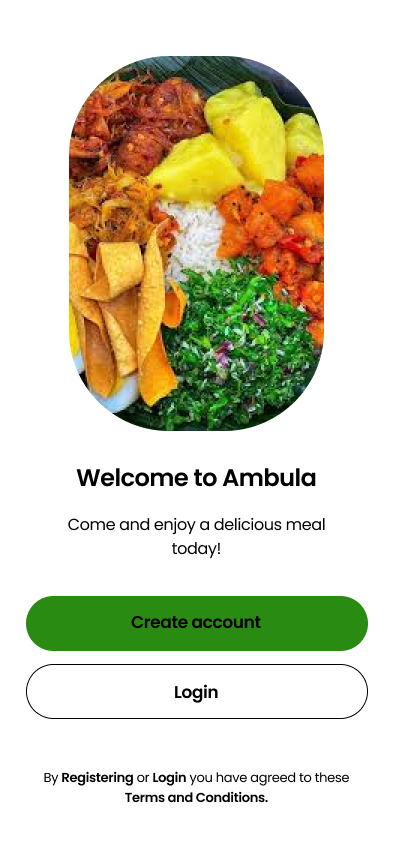 Welcome to Ambula
Come and enjoy a delicious meal
today!
Create account
Login
By Registering or Login you have agreed to these
Terms and Conditions.